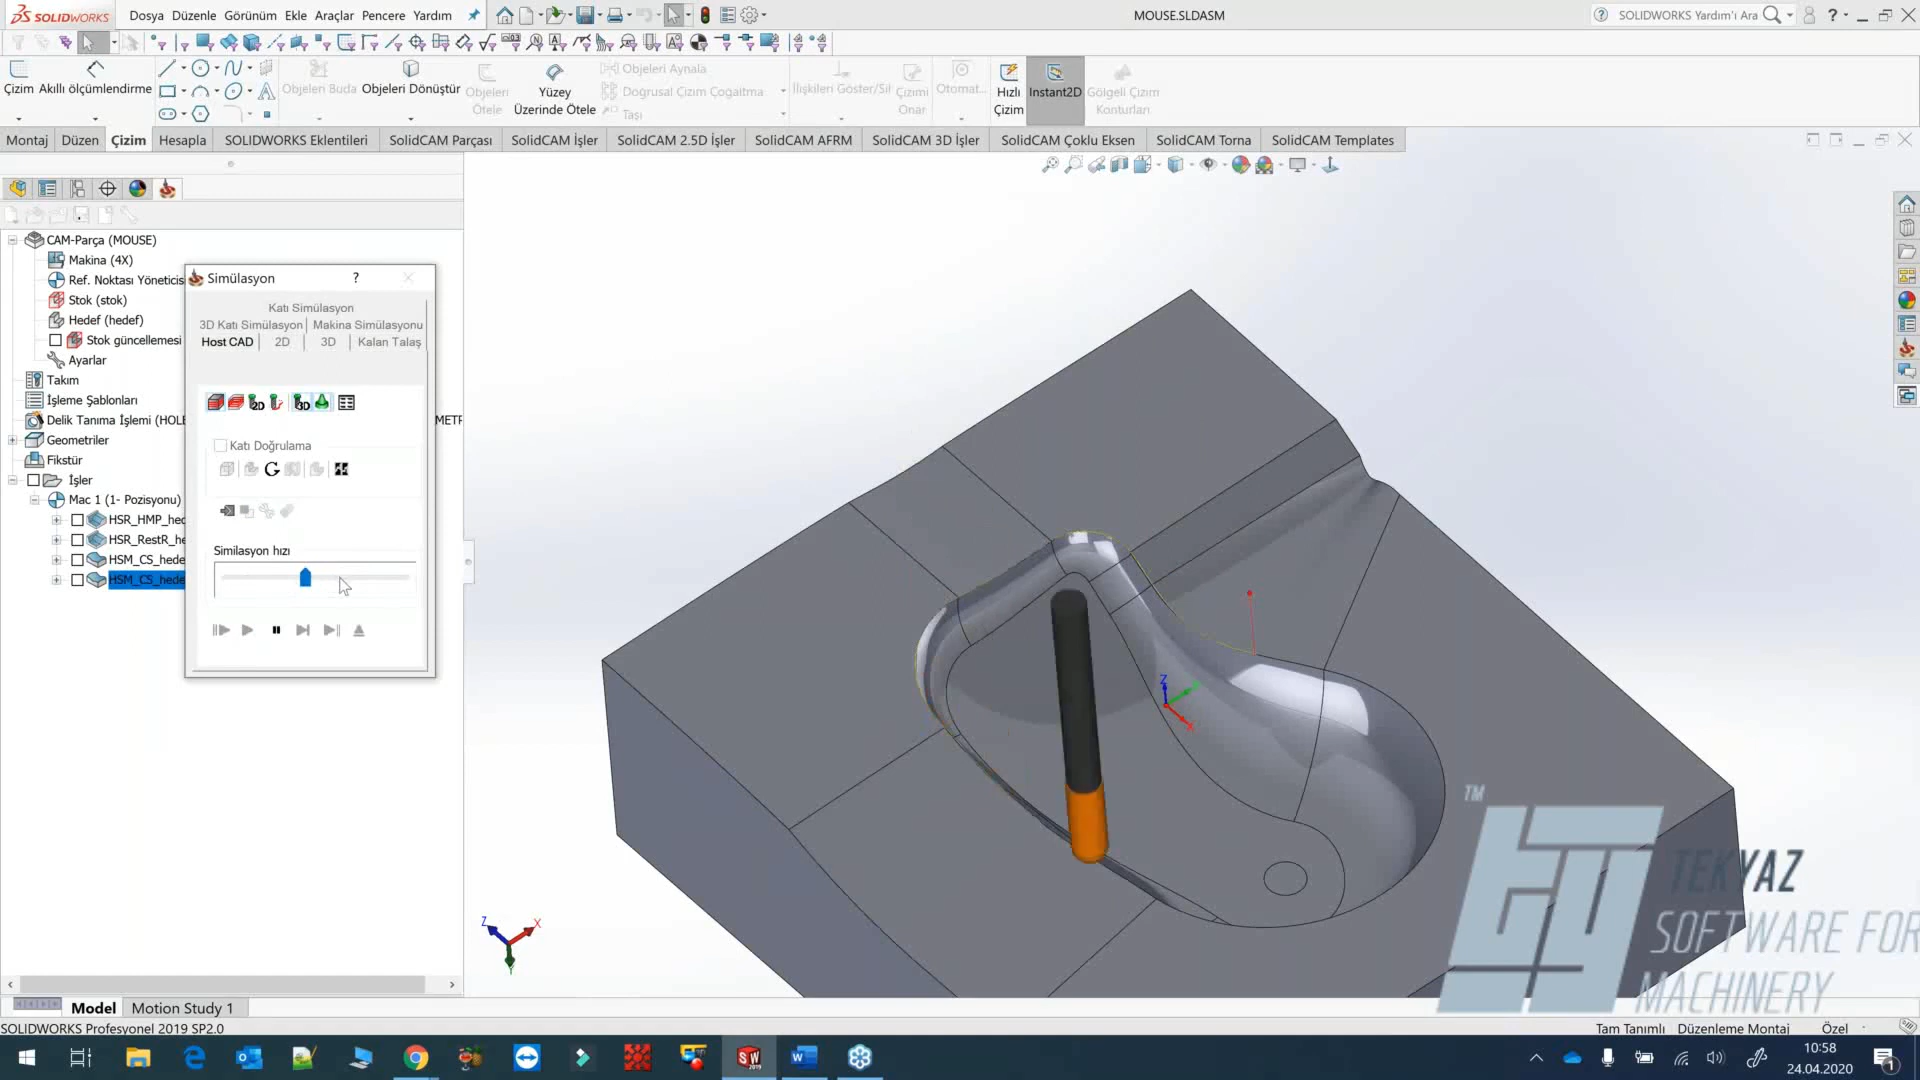 SOLIDWORKS
Dosya Düzenle Görünüm Ekle Araçlar Pencere Yardım
MOUSE.SLDASM
SOLIDWORKS Yardım'ı Ara
?
Çizim Akıllı ölçümlendirme
Objeleri Buda
Objeleri Dönüştür
Objeleri
Ötele
Yüzey
Üzerinde Ötele
Objeleri Aynala
Doğrusal Çizim Çoğaltma
Taşı
İlişkileri Göster/Sil
Çizimi
Onar
Otomat...
Hızlı
Çizim
Instant2D
Gölgeli Çizim
Konturları
Montaj Düzen Çizim Hesapla SOLIDWORKS Eklentileri SolidCAM Parçası SolidCAM İşler SolidCAM 2.5D İşler SolidCAM AFRM SolidCAM 3D İşler SolidCAM Çoklu Eksen SolidCAM Torna SolidCAM Templates
CAM-Parça (MOUSE)
Makina (4X)
Ref. Noktası Yöneticis
Stok (stok)
Hedef (hedef)
Stok güncellemesi
Ayarlar
Takım
İşleme Şablonları
Delik Tanıma İşlemi (HOLE
METR
Geometriler
Fikstür
İşler
Mac 1 (1- Pozisyonu)
HSR_HMP_hed
HSR_RestR_he
HSM_CS_hede
HSM_CS_hede
Simülasyon ?
Katı Simülasyon
3D Katı Simülasyon Makina Simülasyonu
Host CAD 2D 3D Kalan Talaş
2D 3D
Katı Doğrulama
Similasyon hızı
Z X
Z X
Y
TM
TEKYAZ
SOFTWARE FOR
MACHINERY
Model Motion Study 1
SOLIDWORKS Profesyonel 2019 SP2.0
Tam Tanımlı Düzenleme Montaj Özel
10:58
24.04.2020
1